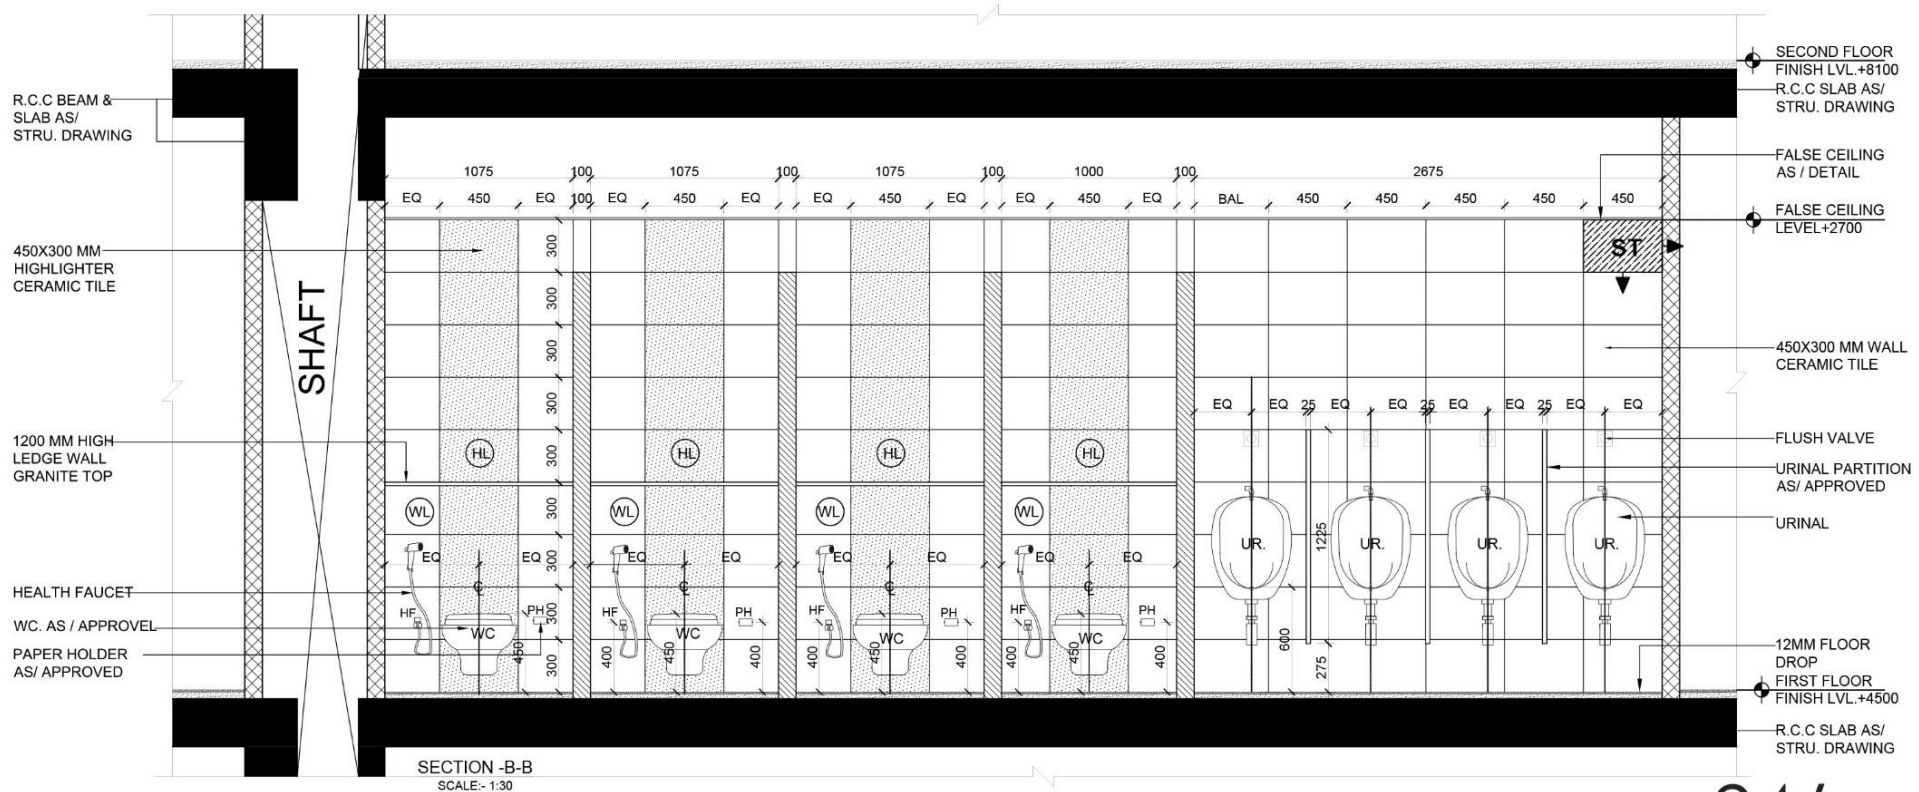 SECOND FLOOR
FINISH LVL.+8100
R.C.C SLAB AS/
STRU. DRAWING
R.C.C BEAM &
SLAB AS/
STRU. DRAWING
FALSE CEILING
AS / DETAIL
1075 100 1075 100 1075 100 1000 100 2675
EQ 450 EQ 100 EQ 450 EQ EQ 450 EQ EQ 450 EQ BAL 450 450 450 450 450
FALSE CEILING
LEVEL+2700
450X300 MM
HIGHLIGHTER
CERAMIC TILE
SHAFT
300
300
300
300
300
300
300
300
300
ST
450X300 MM WALL
CERAMIC TILE
EQ EQ 25 EQ EQ 25 EQ EQ 25 EQ EQ
1200 MM HIGH
LEDGE WALL
GRANITE TOP
HL HL HL HL
FLUSH VALVE
URINAL PARTITION
AS/ APPROVED
WL WL WL WL
URINAL
UR. UR. UR. UR.
1225
EQ EQ EQ EQ EQ EQ EQ EQ
HEALTH FAUCET
WC. AS / APPROVEL
PAPER HOLDER
AS/ APPROVED
HF PH HF PH HF PH HF PH
WC WC WC WC
450 400 450 400 400 450 400 400 450 400
600
275
12MM FLOOR
DROP
FIRST FLOOR
FINISH LVL.+4500
R.C.C SLAB AS/
STRU. DRAWING
SECTION -B-B
SCALE:- 1:30